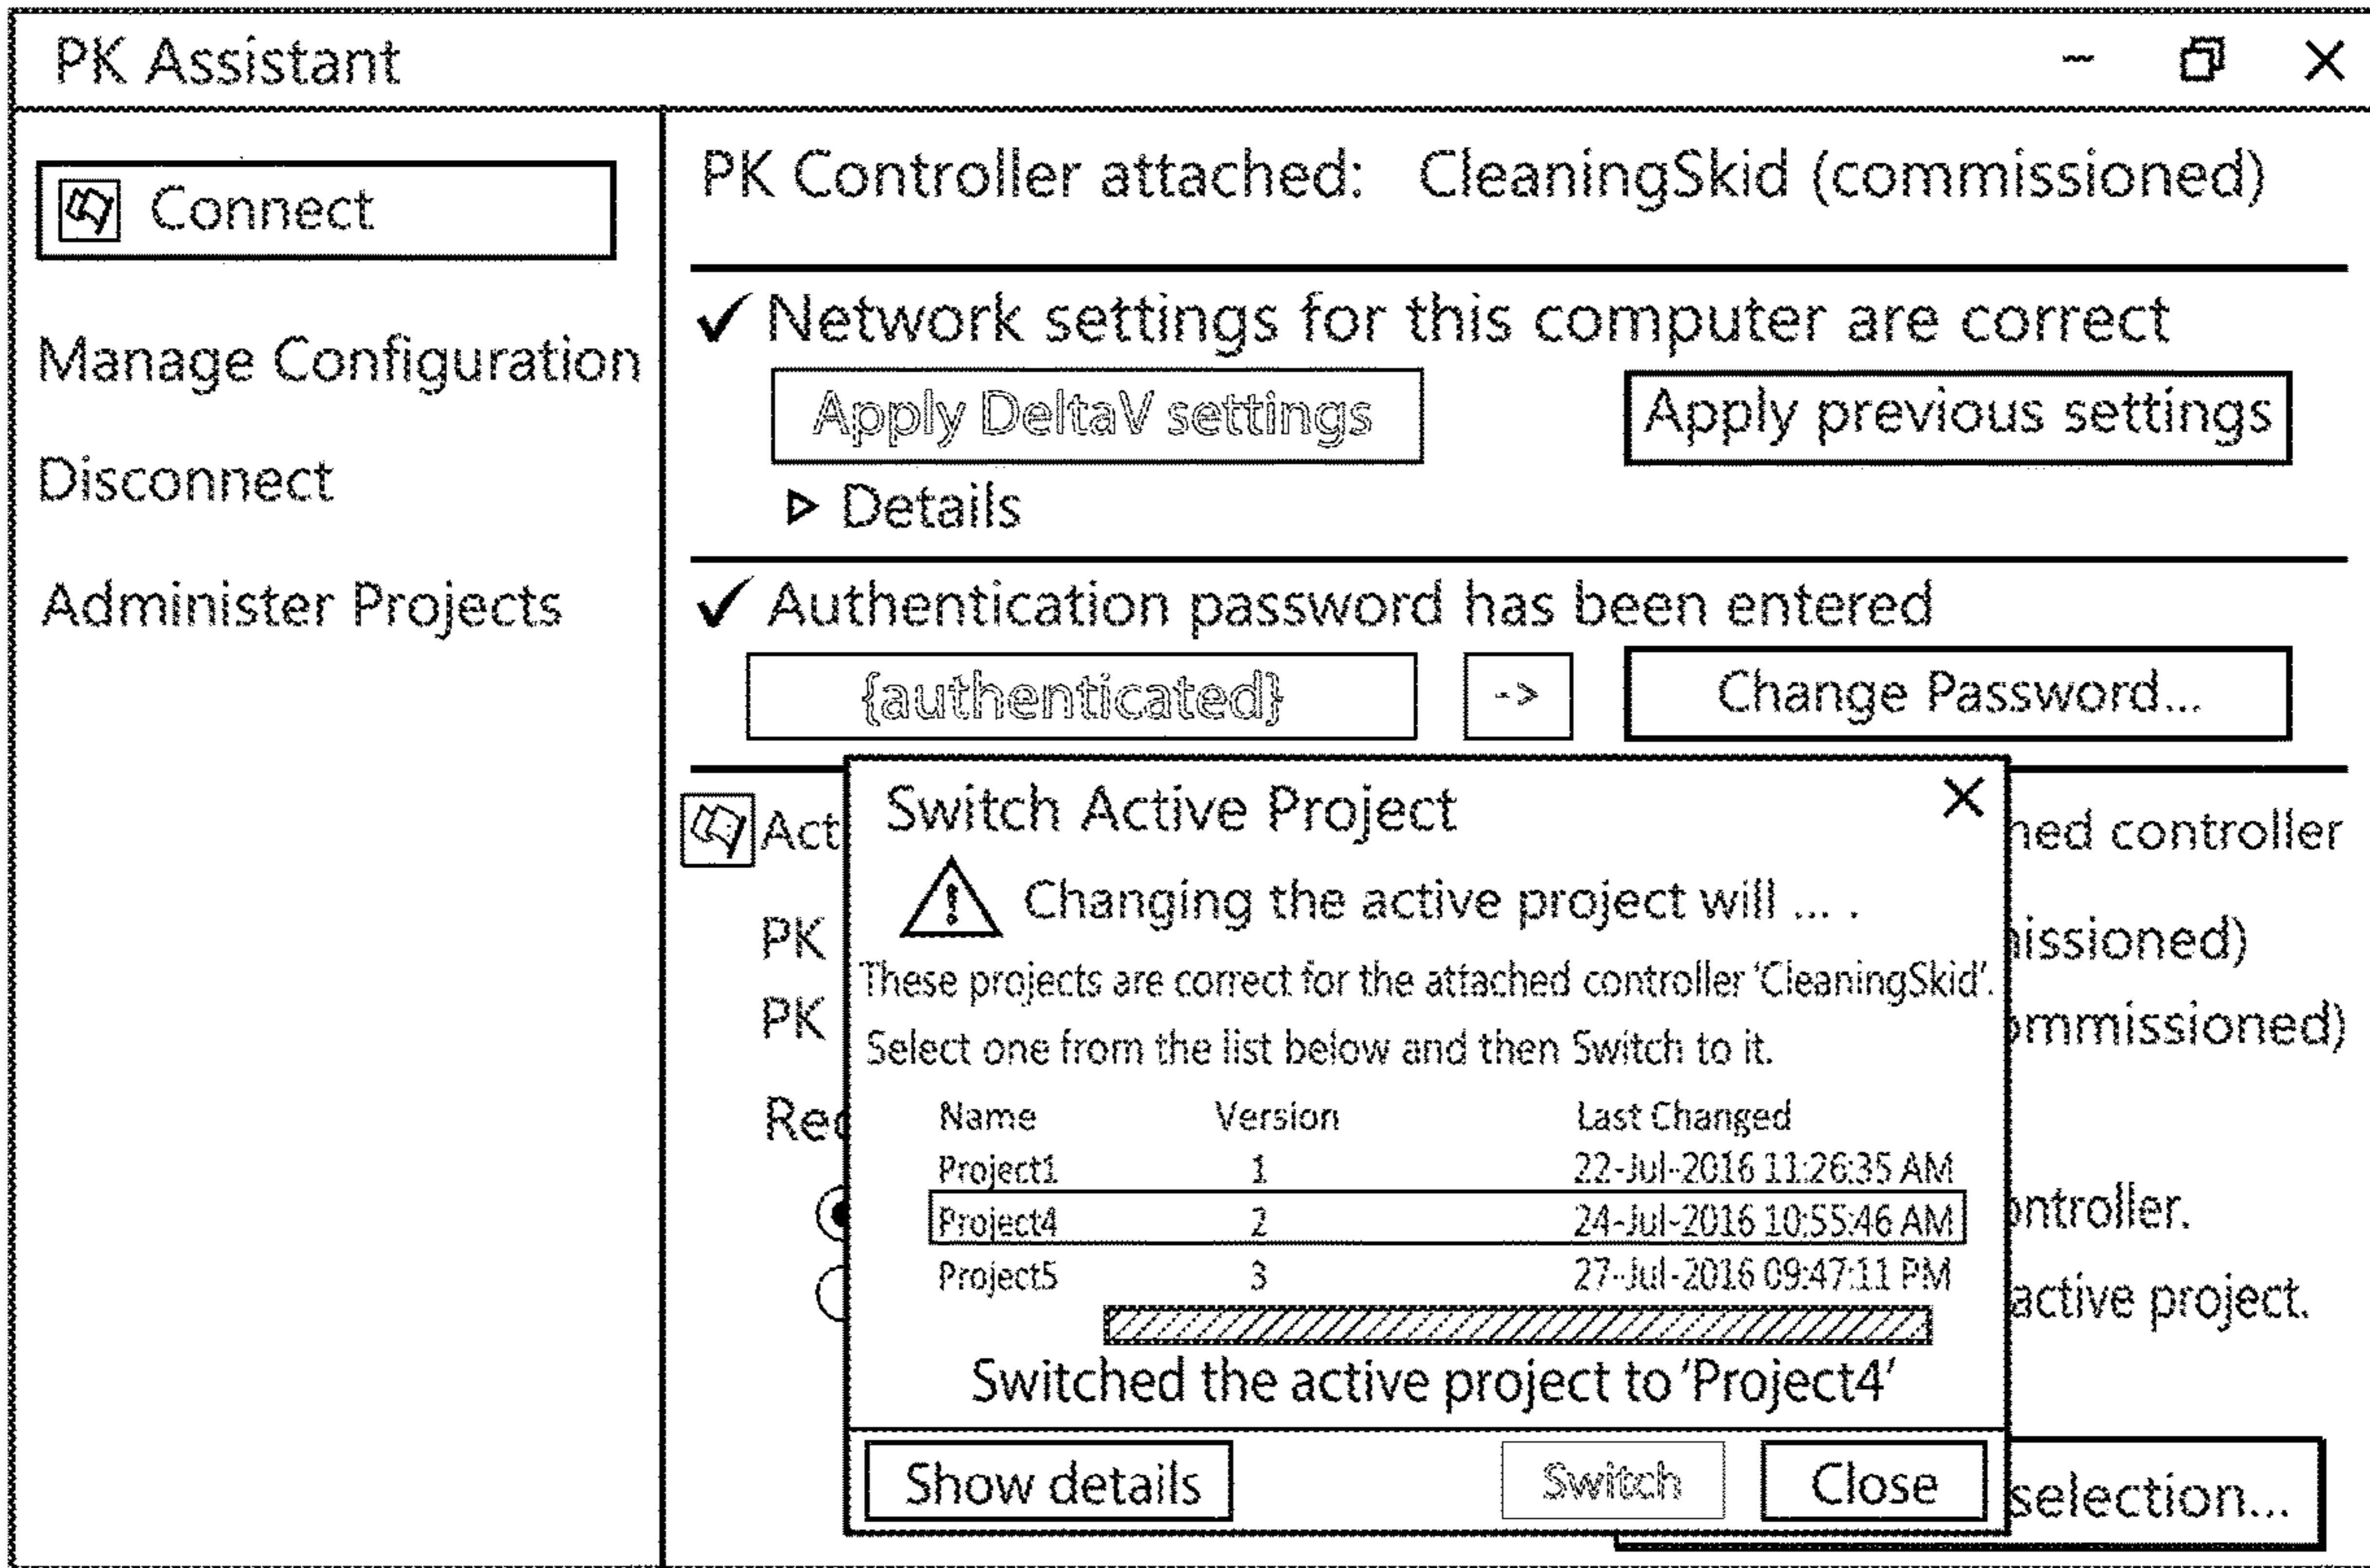 PK Assistant
Connect
Manage Configuration
Disconnect
Administer Projects
PK Controller attached: CleaningSkid (commissioned)
Network settings for this computer are correct
Apply DeltaV settings Apply previous settings
Details
Authentication password has been entered
{authenticated} -> Change Password...
Act
PK
PK
Rec
Switch Active Project
Changing the active project will ... .
These projects are correct for the attached controller 'CleaningSkid'.
Select one from the list below and then Switch to it.
Name Version Last Changed
Project1 1 22-Jul-2016 11:26:35 AM
Project4 2 24-Jul-2016 10:55:46 AM
Project5 3 27-Jul-2016 09:47:11 PM
Switched the active project to 'Project4'
Show details Switch Close
ned controller
issioned)
ommissioned)
ontroller.
active project.
selection...